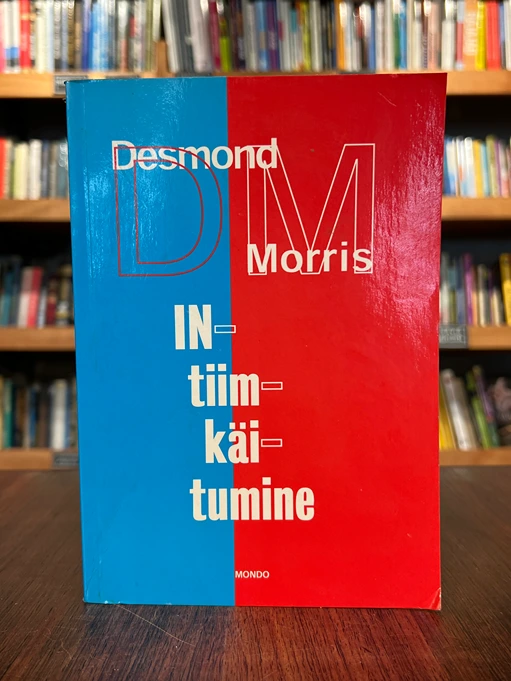 Desmond
DM
Morris
IN-
tiim-
käi-
tumine
MONDO